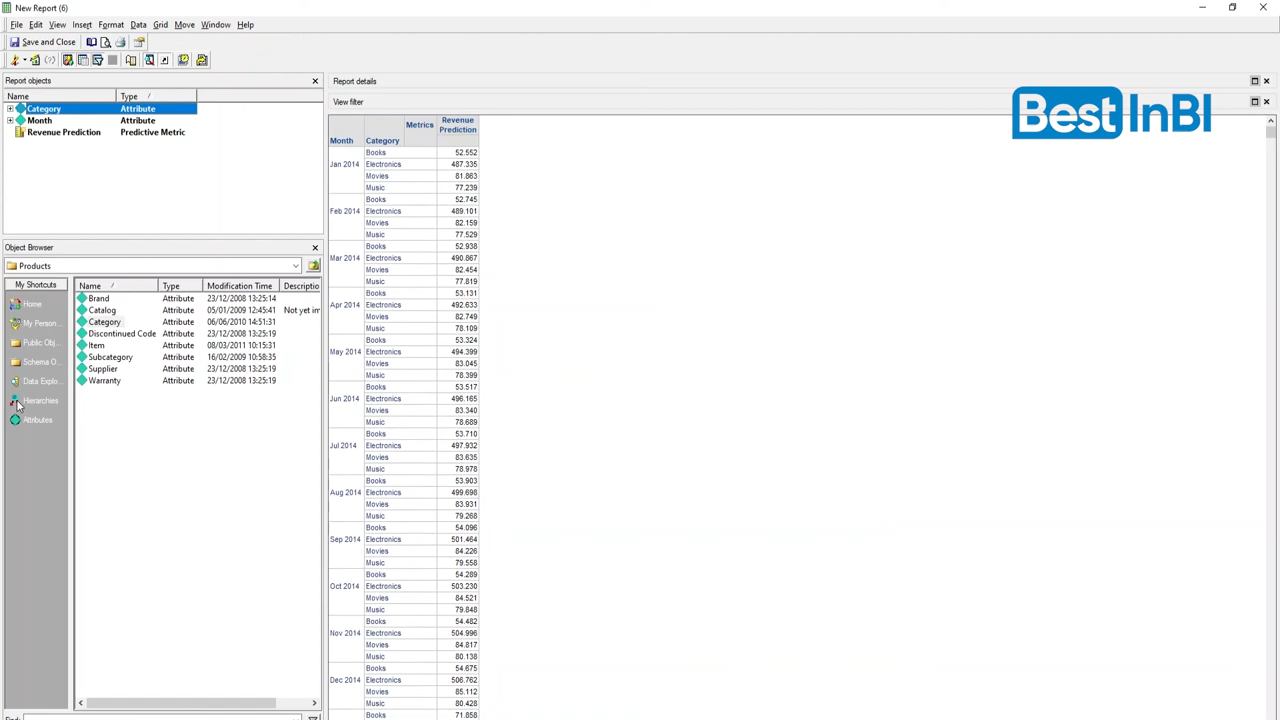 New Report (6)
File Edit View Insert Format Data Grid Move Window Help
Save and Close
Report objects
Name Type
Category Attribute
Month Attribute
Revenue Prediction Predictive Metric
Object Browser
Products
My Shortcuts
Home
My Person...
Public Obj...
Schema O...
Data Explo...
Hierarchies
Attributes
Name Type Modification Time Descriptio
Brand Attribute 23/12/2008 13:25:14
Catalog Attribute 05/01/2009 12:45:41 Not yet im
Category Attribute 06/06/2010 14:51:31
Discontinued Code Attribute 23/12/2008 13:25:19
Item Attribute 08/03/2011 10:15:31
Subcategory Attribute 16/02/2009 10:58:35
Supplier Attribute 23/12/2008 13:25:19
Warranty Attribute 23/12/2008 13:25:19
Report details
View filter
BestInBI
Metrics Revenue Prediction
Month Category
Books 52.552
Jan 2014 Electronics 487.335
Movies 81.863
Music 77.239
Books 52.745
Feb 2014 Electronics 489.101
Movies 82.159
Music 77.529
Books 52.938
Mar 2014 Electronics 490.867
Movies 82.454
Music 77.819
Books 53.131
Apr 2014 Electronics 492.633
Movies 82.749
Music 78.109
Books 53.324
May 2014 Electronics 494.399
Movies 83.045
Music 78.399
Books 53.517
Jun 2014 Electronics 496.165
Movies 83.340
Music 78.689
Books 53.710
Jul 2014 Electronics 497.932
Movies 83.635
Music 78.978
Books 53.903
Aug 2014 Electronics 499.698
Movies 83.931
Music 79.268
Books 54.096
Sep 2014 Electronics 501.464
Movies 84.226
Music 79.558
Books 54.289
Oct 2014 Electronics 503.230
Movies 84.521
Music 79.848
Books 54.482
Nov 2014 Electronics 504.996
Movies 84.817
Music 80.138
Books 54.675
Dec 2014 Electronics 506.762
Movies 85.112
Music 80.428
Books 71.858